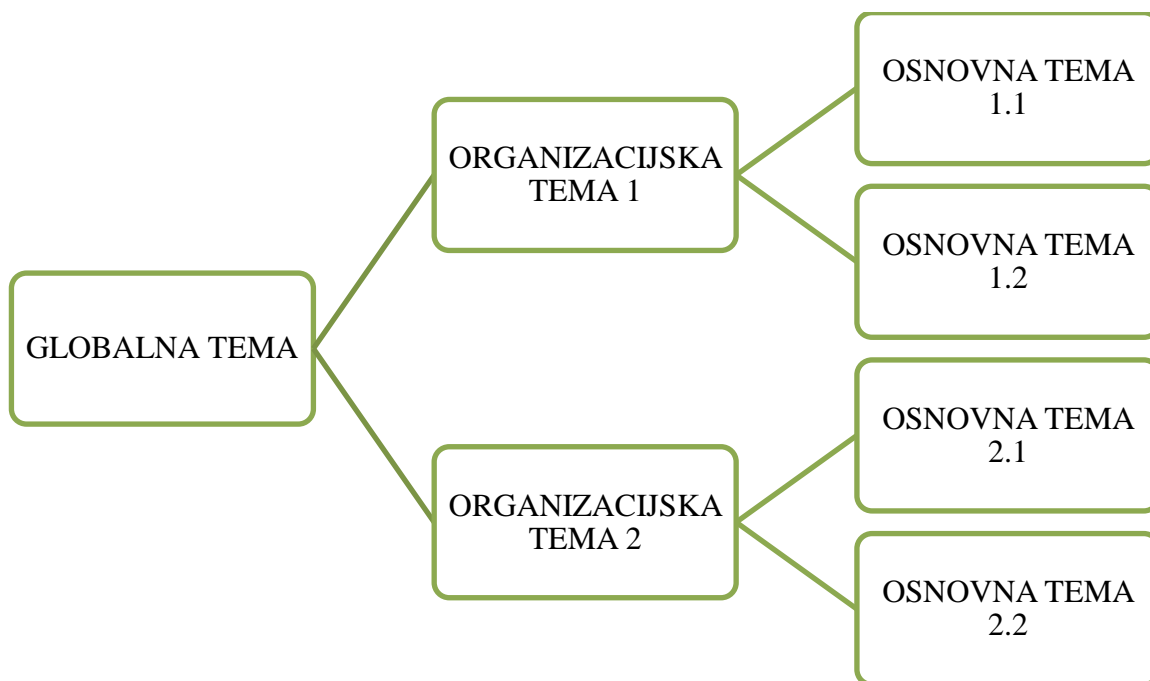 GLOBALNA TEMA
ORGANIZACIJSKA
TEMA 1
OSNOVNA TEMA
1.1
OSNOVNA TEMA
1.2
ORGANIZACIJSKA
TEMA 2
OSNOVNA TEMA
2.1
OSNOVNA TEMA
2.2